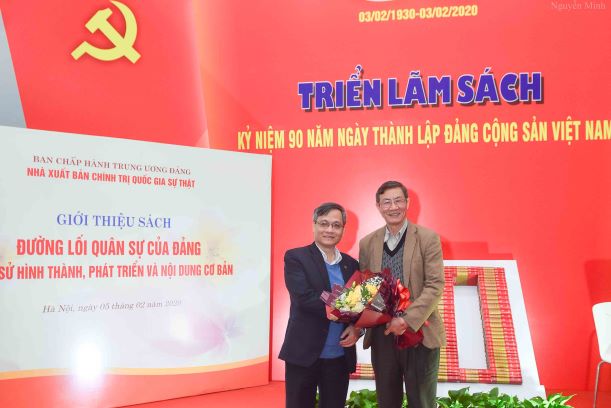 Nguyễn Minh
03/02/1930-03/02/2020
TRIỂN LÃM SÁCH
KỶ NIỆM 90 NĂM NGÀY THÀNH LẬP ĐẢNG CỘNG SẢN VIỆT NAM
BAN CHẤP HÀNH TRUNG ƯƠNG ĐẢNG
NHÀ XUẤT BẢN CHÍNH TRỊ QUỐC GIA SỰ THẬT
GIỚI THIỆU SÁCH
ĐƯỜNG LỐI QUÂN SỰ CỦA ĐẢNG
SỬ HÌNH THÀNH, PHÁT TRIỂN VÀ NỘI DUNG CƠ BẢN
Hà Nội, ngày 05 tháng 02 năm 2020